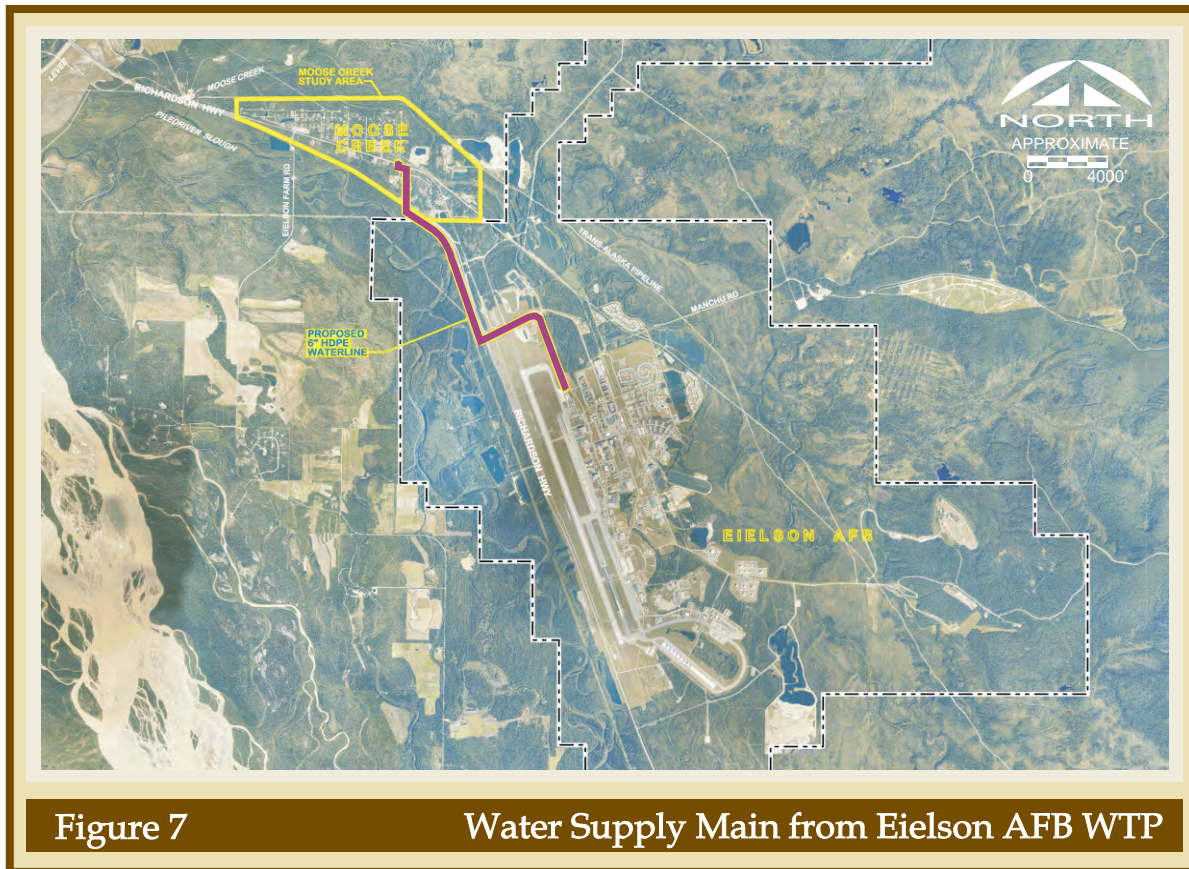 LEVEE
MOOSE CREEK
MOOSE CREEK
STUDY AREA
RICHARDSON HWY
PILEDRIVER SLOUGH
MOOSE
CREEK
EIELSON FARM RD
NORTH
APPROXIMATE
0 4000'
TRANS-ALASKA PIPELINE
MANCHU RD
PROPOSED
6" HDPE
WATERLINE
RICHARDSON HWY
EIELSON AFB
Figure 7 Water Supply Main from Eielson AFB WTP